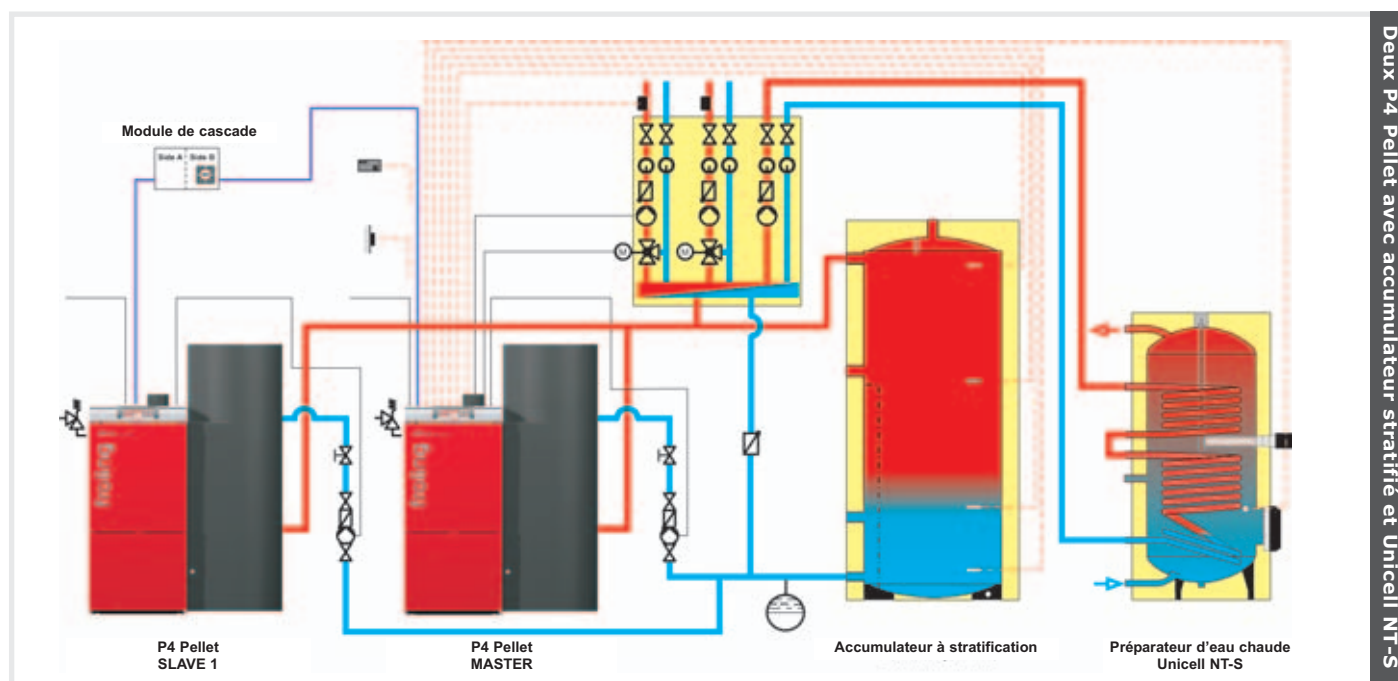 Deux P4 Pellet avec accumulateur stratifié et Unicell NT-S
Module de cascade
Side A Side B
M
M
P4 Pellet
SLAVE 1
P4 Pellet
MASTER
Accumulateur à stratification
Préparateur d'eau chaude
Unicell NT-S